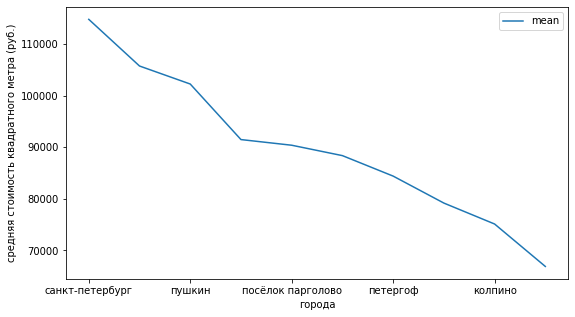 mean
средняя стоимость квадратного метра (руб.)
110000
100000
90000
80000
70000
санкт-петербург пушкин посёлок парголово петергоф колпино
города